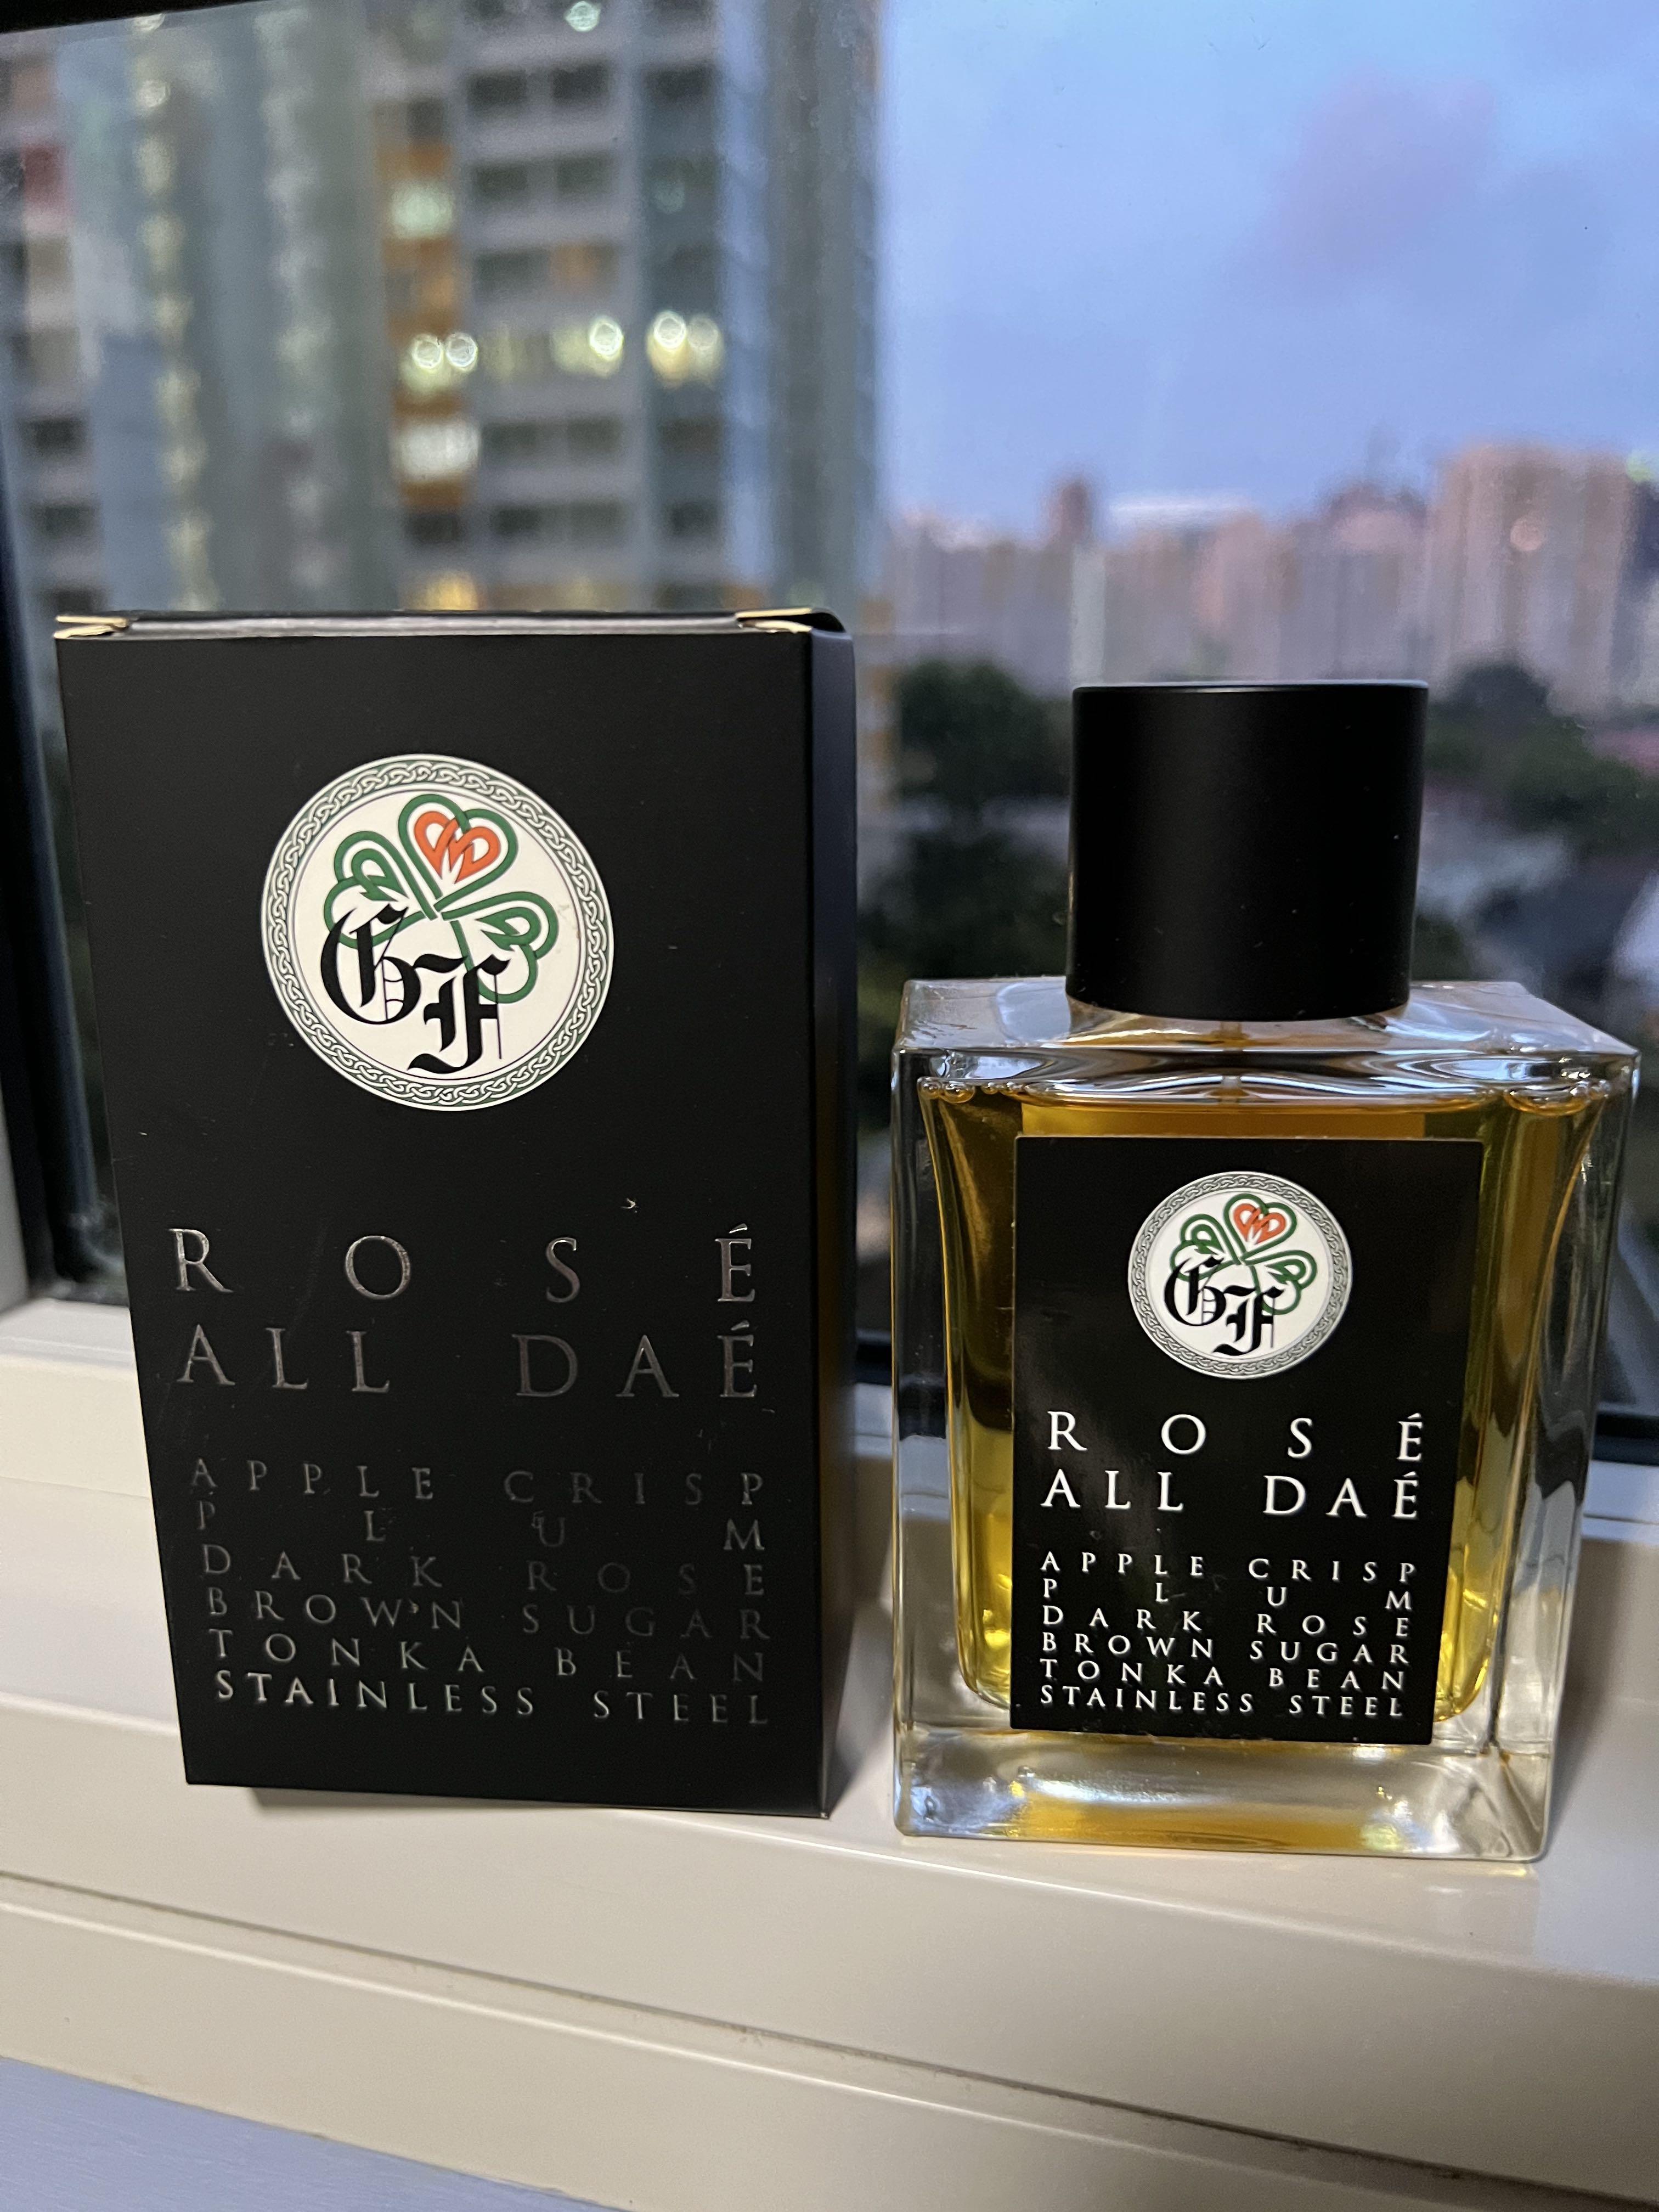 GF
ROSÉ
ALL DAÉ
APPLE CRISP
PLUM
DARK ROSE
BROWN SUGAR
TONKA BEAN
STAINLESS STEEL
GF
ROSÉ
ALL DAÉ
APPLE CRISP
PLUM
DARK ROSE
BROWN SUGAR
TONKA BEAN
STAINLESS STEEL